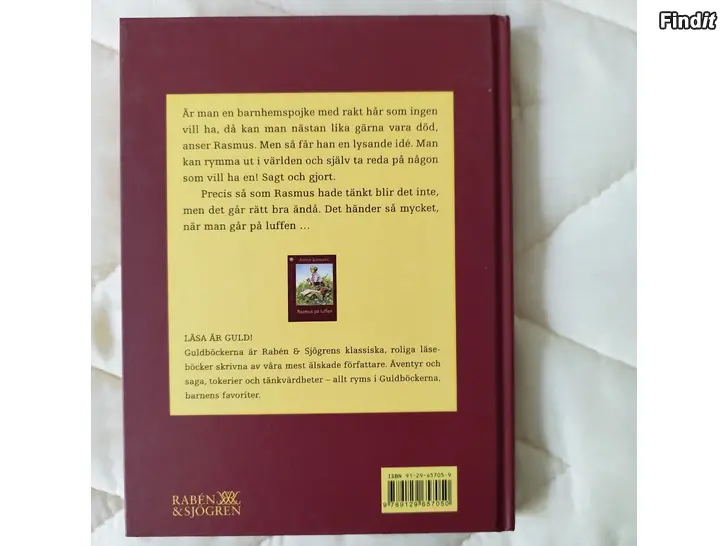 Findit
Är man en barnhemspojke med rakt hår som ingen
vill ha, då kan man nästan lika gärna vara död,
anser Rasmus. Men så får han en lysande idé. Man
kan rymma ut i världen och själv ta reda på någon
som vill ha en! Sagt och gjort.
Precis så som Rasmus hade tänkt blir det inte,
men det går rätt bra ändå. Det händer så mycket,
när man går på luffen ...
Rasmus på luffen
LÄSA ÄR GULD!
Guldböckerna är Rabén & Sjögrens klassiska, roliga läse-
böcker skrivna av våra mest älskade författare. Äventyr och
saga, tokerier och tänkvärdheter – allt ryms i Guldböckerna,
barnens favoriter.
ISBN 91-29-65705-9
9 789129 657050
RABÉN
& SJÖGREN